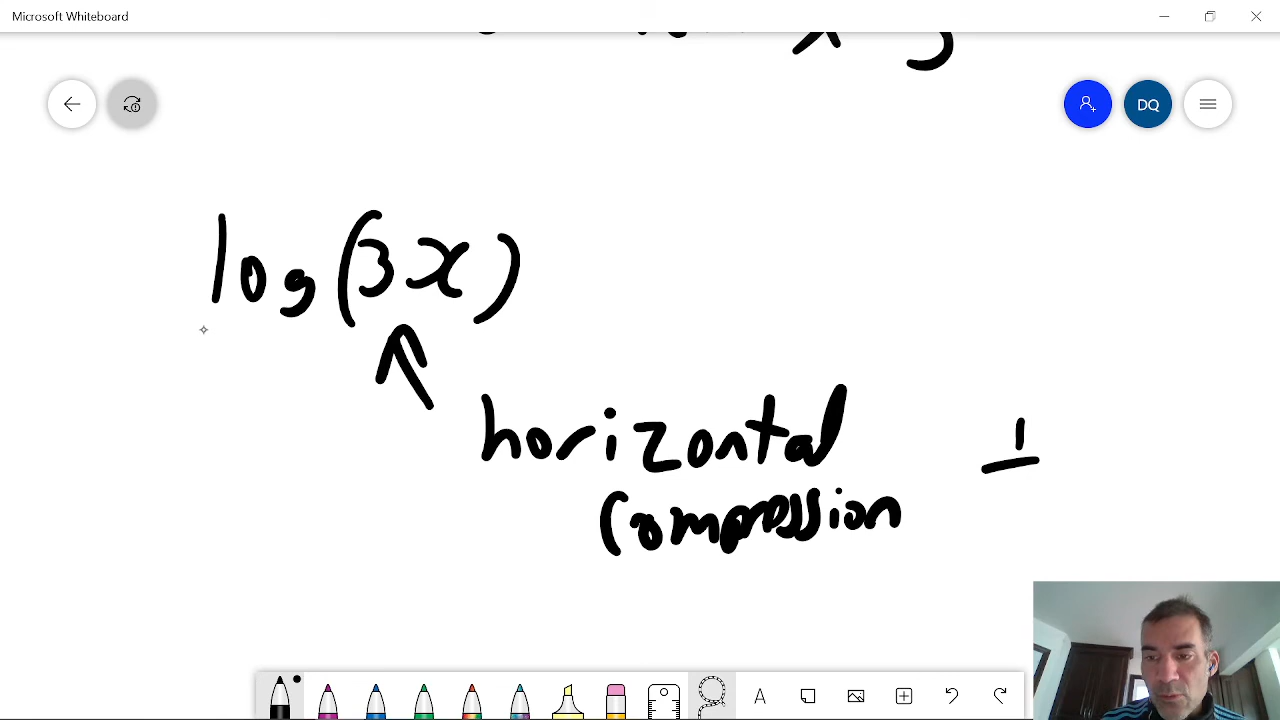 Microsoft Whiteboard
DQ
log(3x)
horizontal 1
compression
A